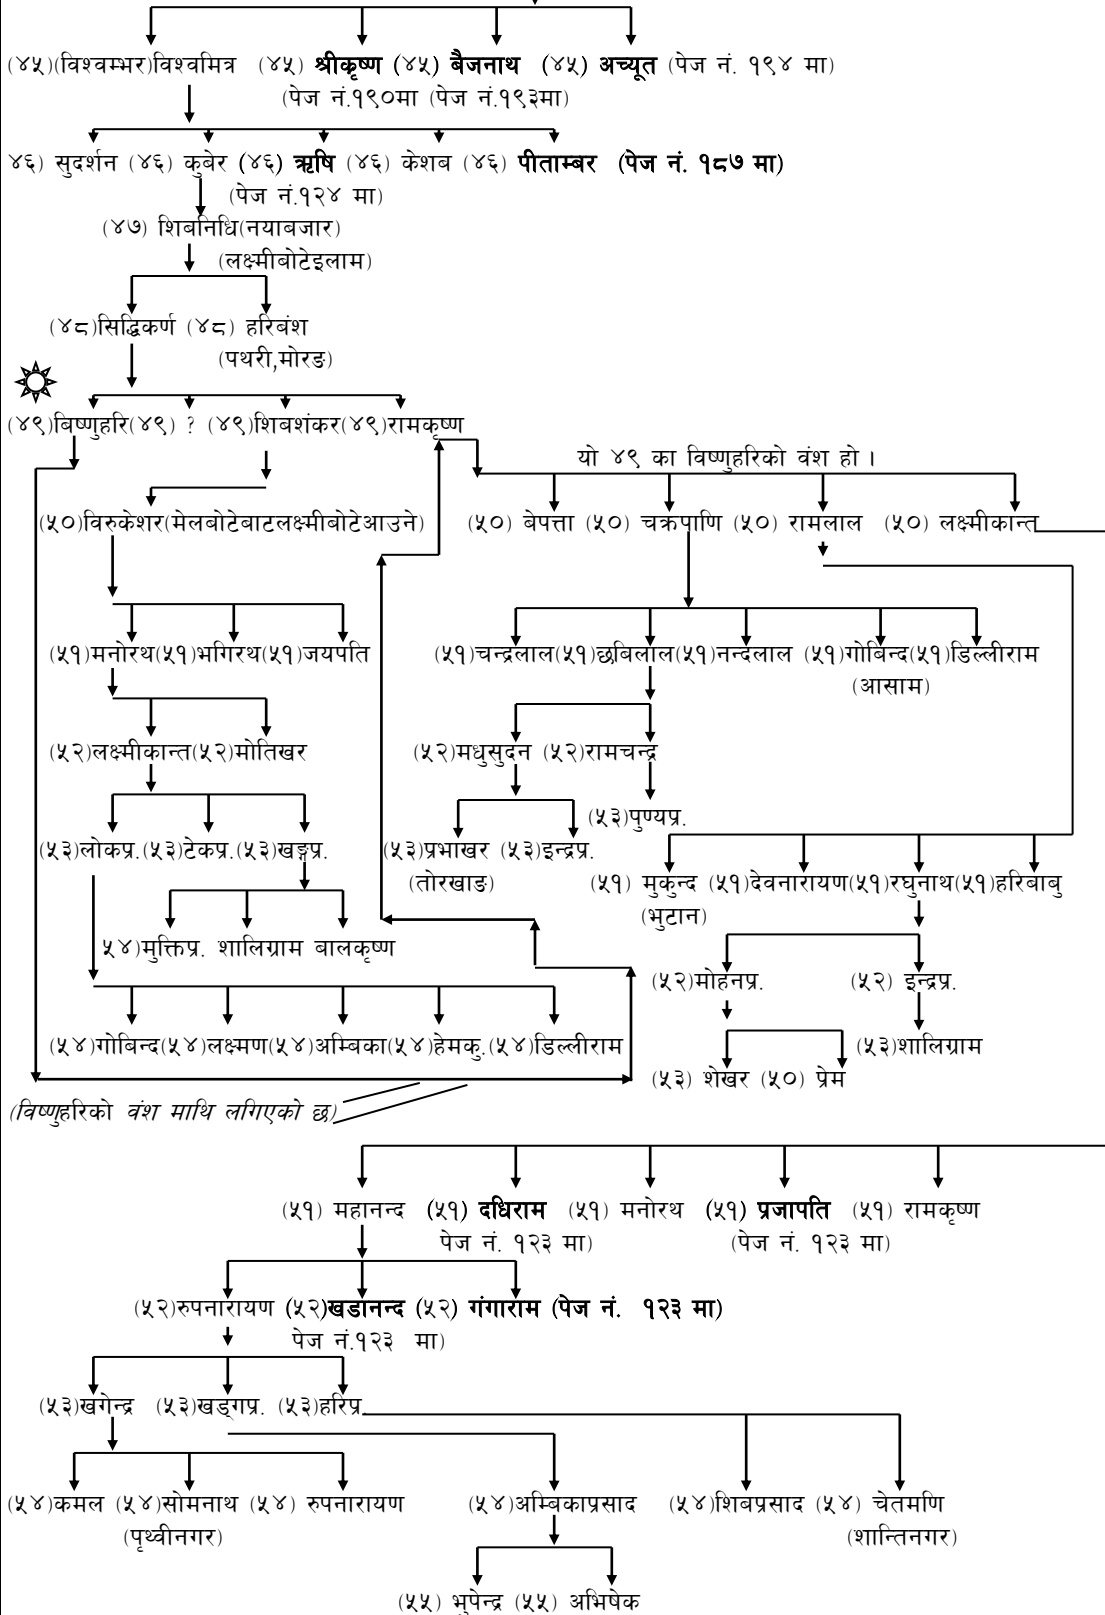 (४५)(विश्वम्भर)विश्वमित्र (४५) श्रीकृष्ण (४५) बैजनाथ (४५) अच्यूत (पेज नं. १९४ मा)
(पेज नं.१९०मा (पेज नं.१९३मा)
४६) सुदर्शन (४६) कुबेर (४६) ऋषि (४६) केशब (४६) पीताम्बर (पेज नं. १८७ मा)
(पेज नं.१२४ मा)
(४७) शिबनिधि(नयाबजार)
(लक्ष्मीबोटेइलाम)
(४८)सिद्धिकर्ण (४८) हरिबंश
(पथरी,मोरङ)
(४९)बिष्णुहरि(४९) ? (४९)शिबशंकर(४९)रामकृष्ण
यो ४९ का विष्णुहरिको वंश हो ।
(५०)विरुकेशर(मेलबोटेबाटलक्ष्मीबोटेआउने) (५०) बेपत्ता (५०) चक्रपाणि (५०) रामलाल (५०) लक्ष्मीकान्त
(५१)मनोरथ(५१)भगिरथ(५१)जयपति (५१)चन्द्रलाल(५१)छबिलाल(५१)नन्दलाल (५१)गोबिन्द(५१)डिल्लीराम
(आसाम)
(५२)लक्ष्मीकान्त(५२)मोतिखर (५२)मधुसुदन (५२)रामचन्द्र
(५३)पुण्यप्र.
(५३)लोकप्र.(५३)टेकप्र.(५३)खङ्गप्र. (५३)प्रभाखर (५३)इन्द्रप्र.
(तोरखाङ) (५१) मुकुन्द (५१)देवनारायण(५१)रघुनाथ(५१)हरिबाबु
(भुटान)
५४)मुक्तिप्र. शालिग्राम बालकृष्ण
(५२)मोहनप्र. (५२) इन्द्रप्र.
(५४)गोबिन्द(५४)लक्ष्मण(५४)अम्बिका(५४)हेमकु.(५४)डिल्लीराम (५३)शालिग्राम
(५३) शेखर (५०) प्रेम
(विष्णुहरिको वंश माथि लगिएको छ)
(५१) महानन्द (५१) दधिराम (५१) मनोरथ (५१) प्रजापति (५१) रामकृष्ण
पेज नं. १२३ मा) (पेज नं. १२३ मा)
(५२)रुपनारायण (५२)खडानन्द (५२) गंगाराम (पेज नं. १२३ मा)
पेज नं.१२३ मा)
(५३)खगेन्द्र (५३)खड्गप्र. (५३)हरिप्र.
(५४)कमल (५४)सोमनाथ (५४) रुपनारायण (५४)अम्बिकाप्रसाद (५४)शिबप्रसाद (५४) चेतमणि
(पृथ्वीनगर) (शान्तिनगर)
(५५) भुपेन्द्र (५५) अभिषेक